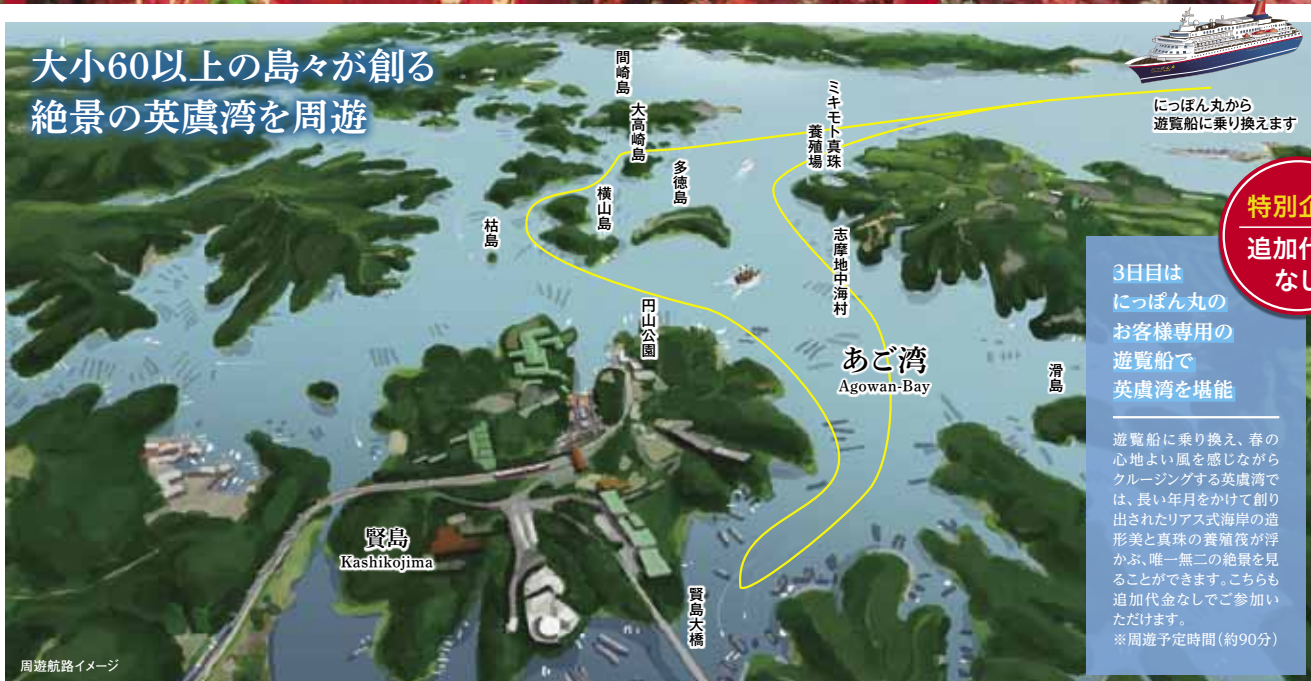 大小60以上の島々が創る
絶景の英虞湾を周遊
にっぽん丸から
遊覧船に乗り換えます
間崎島
大高崎島
多徳島
横山島
枯島
ミキモト真珠
養殖場
志摩地中海村
円山公園
あご湾
Agowan-Bay
滑島
賢島
Kashikojima
賢島大橋
特別企
追加代
なし
3日目は
にっぽん丸の
お客様専用の
遊覧船で
英虞湾を堪能
遊覧船に乗り換え、春の
心地よい風を感じながら
クルージングする英虞湾で
は、長い年月をかけて創り
出されたリアス式海岸の造
形美と真珠の養殖筏が浮
かぶ、唯一無二の絶景を見
ることができます。こちらも
追加代金なしでご参加い
ただけます。
※周遊予定時間(約90分)
周遊航路イメージ